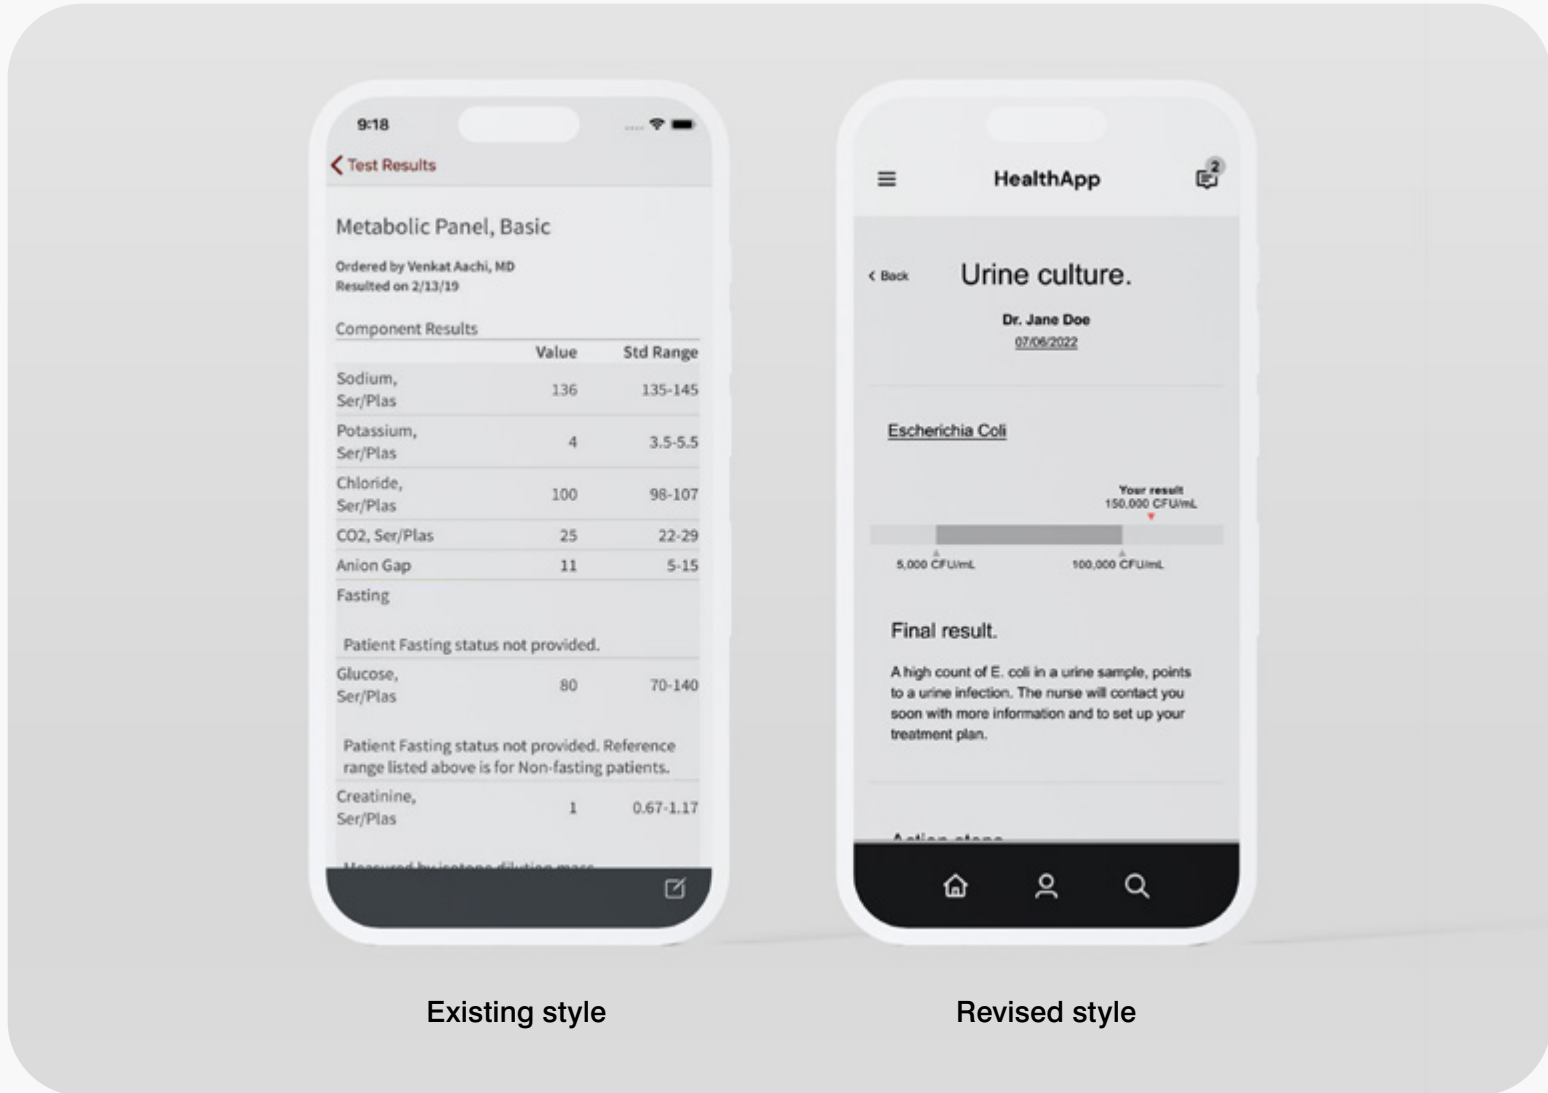 9:18
Test Results
Metabolic Panel, Basic
Ordered by Venkat Aachi, MD
Resulted on 2/13/19
Component Results
Value Std Range
Sodium,
Ser/Plas 136 135-145
Potassium,
Ser/Plas 4 3.5-5.5
Chloride,
Ser/Plas 100 98-107
CO2, Ser/Plas 25 22-29
Anion Gap 11 5-15
Fasting
Patient Fasting status not provided.
Glucose,
Ser/Plas 80 70-140
Patient Fasting status not provided. Reference
range listed above is for Non-fasting patients.
Creatinine,
Ser/Plas 1 0.67-1.17
Measured by isotope dilution mass
Existing style
HealthApp
2
< Back
Urine culture.
Dr. Jane Doe
07/06/2022
Escherichia Coli
Your result
150,000 CFU/mL
5,000 CFU/mL 100,000 CFU/mL
Final result.
A high count of E. coli in a urine sample, points
to a urine infection. The nurse will contact you
soon with more information and to set up your
treatment plan.
Action steps
Revised style